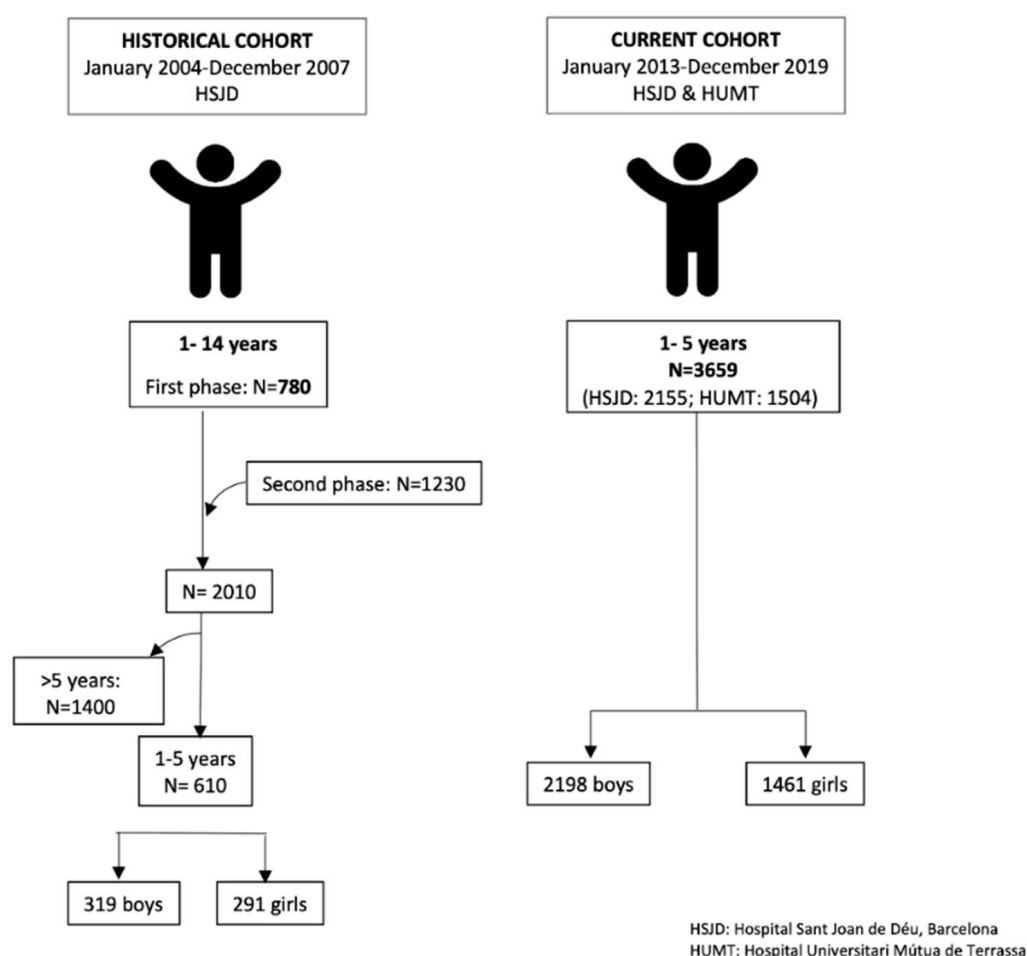 HISTORICAL COHORT
January 2004-December 2007
HSJD
1- 14 years
First phase: N=780
Second phase: N=1230
N= 2010
>5 years:
N=1400
1-5 years
N= 610
319 boys
291 girls
CURRENT COHORT
January 2013-December 2019
HSJD & HUMT
1- 5 years
N=3659
(HSJD: 2155; HUMT: 1504)
2198 boys
1461 girls
HSJD: Hospital Sant Joan de Déu, Barcelona
HUMT: Hospital Universitari Mútua de Terrassa